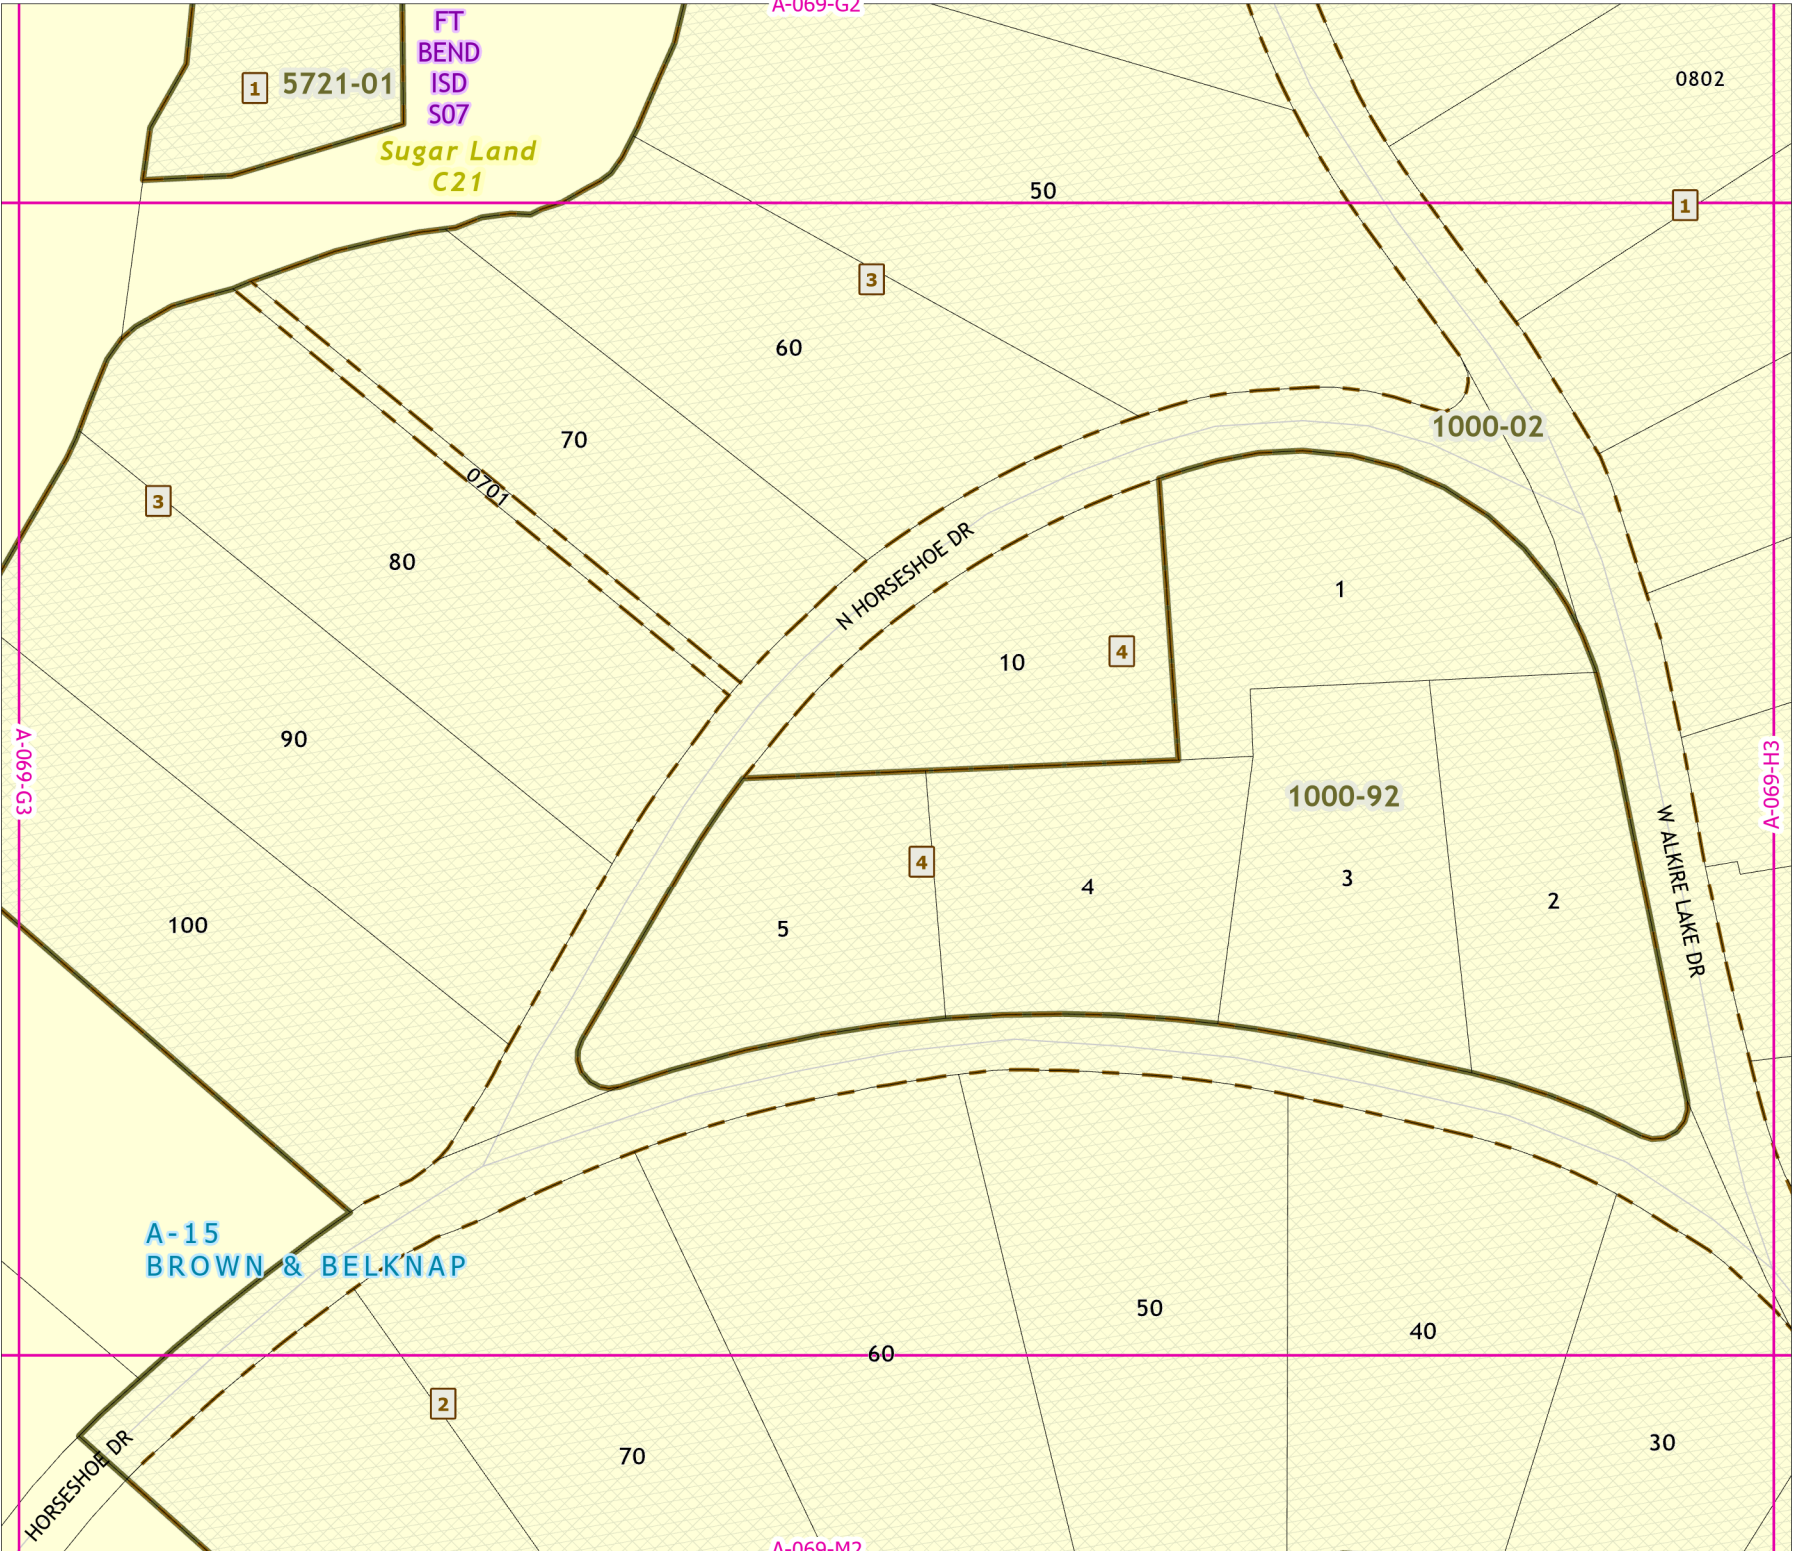 A-069-G2
FT
BEND
ISD
S07
1
5721-01
0802
Sugar Land
C21
50
1
3
60
1000-02
70
0701
3
80
N HORSESHOE DR
1
10
4
90
A-069-G3
A-069-H3
1000-92
W ALKIRE LAKE DR
4
4
3
2
100
5
A-15
BROWN & BELKNAP
50
40
60
2
70
30
HORSESHOE DR
A-069-M2